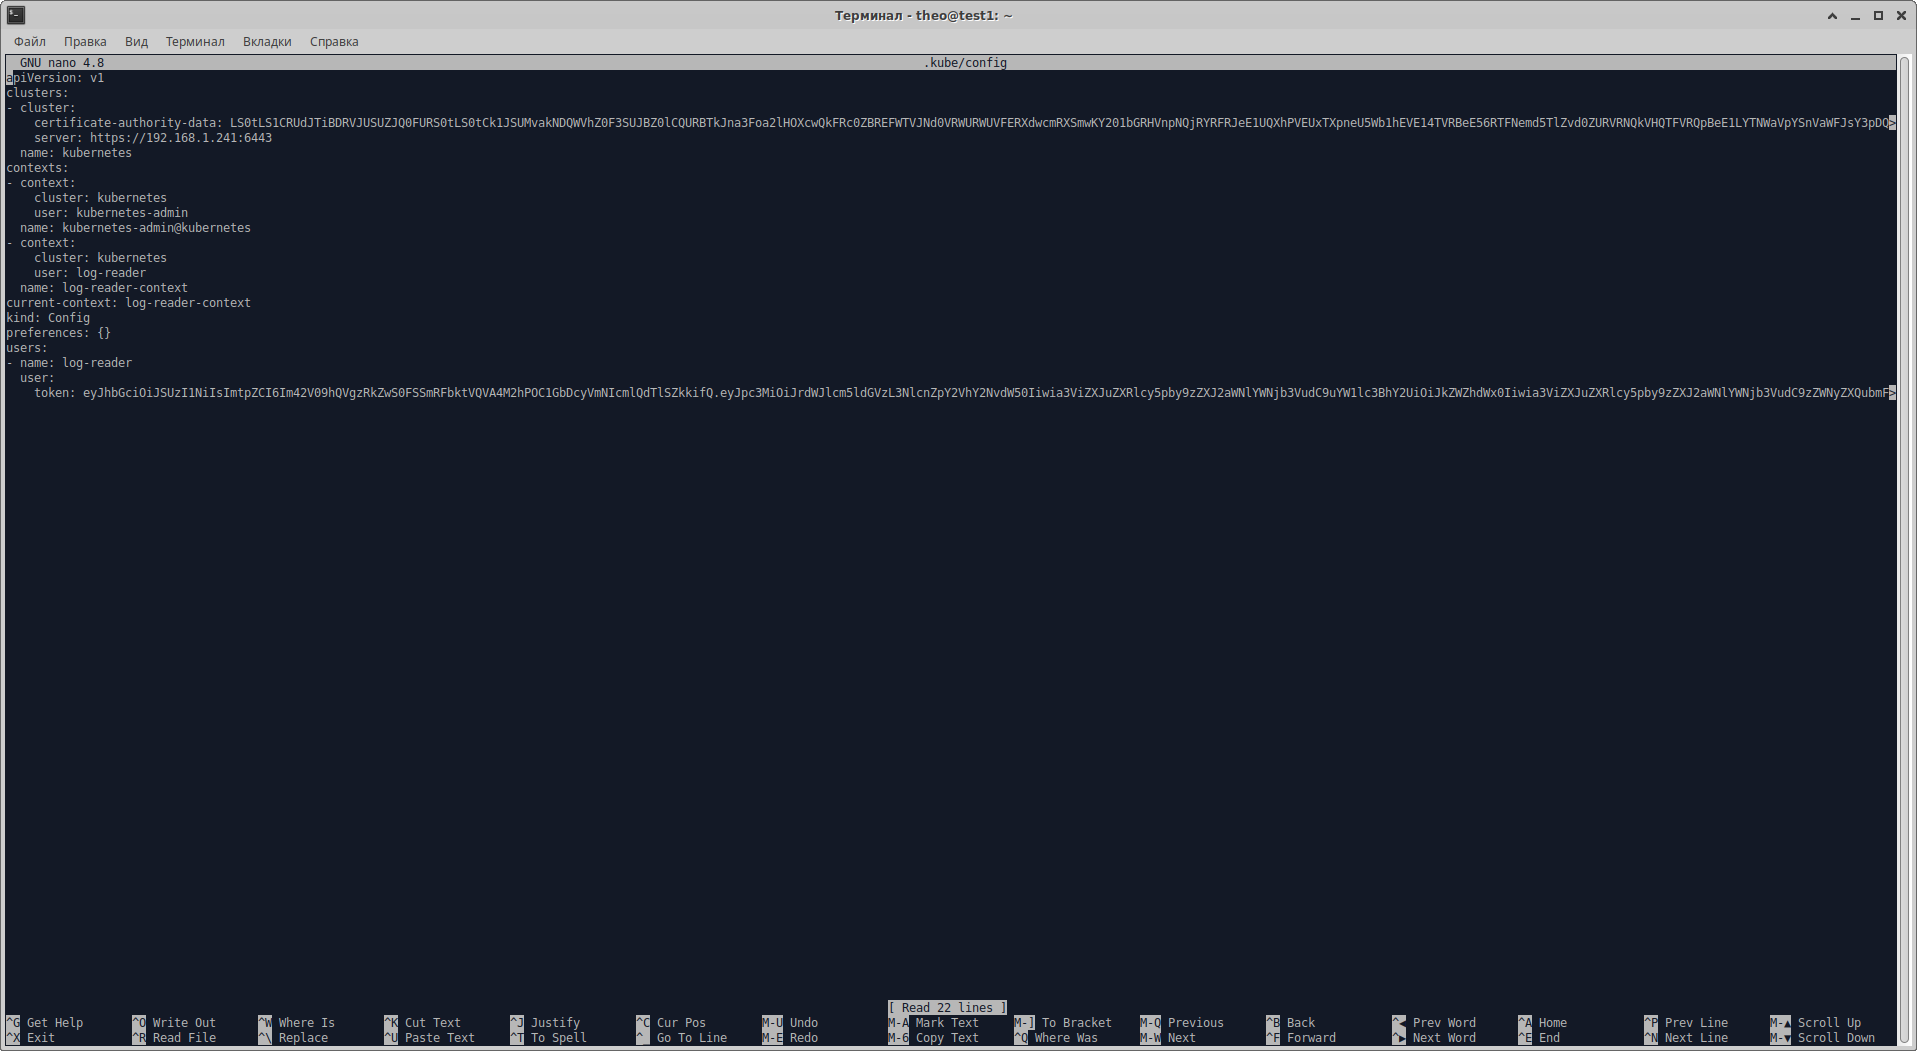 Терминал - theo@test1: ~
Файл Правка Вид Терминал Вкладки Справка
GNU nano 4.8 .kube/config
apiVersion: v1
clusters:
- cluster:
certificate-authority-data:
server: https://192.168.1.241:6443
name: kubernetes
contexts:
- context:
cluster: kubernetes
user: kubernetes-admin
name: kubernetes-admin@kubernetes
- context:
cluster: kubernetes
user: log-reader
name: log-reader-context
current-context: log-reader-context
kind: Config
preferences: {}
users:
- name: log-reader
user:
token:
[ Read 22 lines ]
^G Get Help ^O Write Out ^W Where Is ^K Cut Text ^J Justify ^C Cur Pos M-U Undo M-A Mark Text M-] To Bracket M-Q Previous ^B Back ^◀ Prev Word ^A Home ^P Prev Line M-▲ Scroll Up
^X Exit ^R Read File ^\ Replace ^U Paste Text ^T To Spell ^_ Go To Line M-E Redo M-6 Copy Text ^Q Where Was M-W Next ^F Forward ^▶ Next Word ^E End ^N Next Line M-▼ Scroll Down